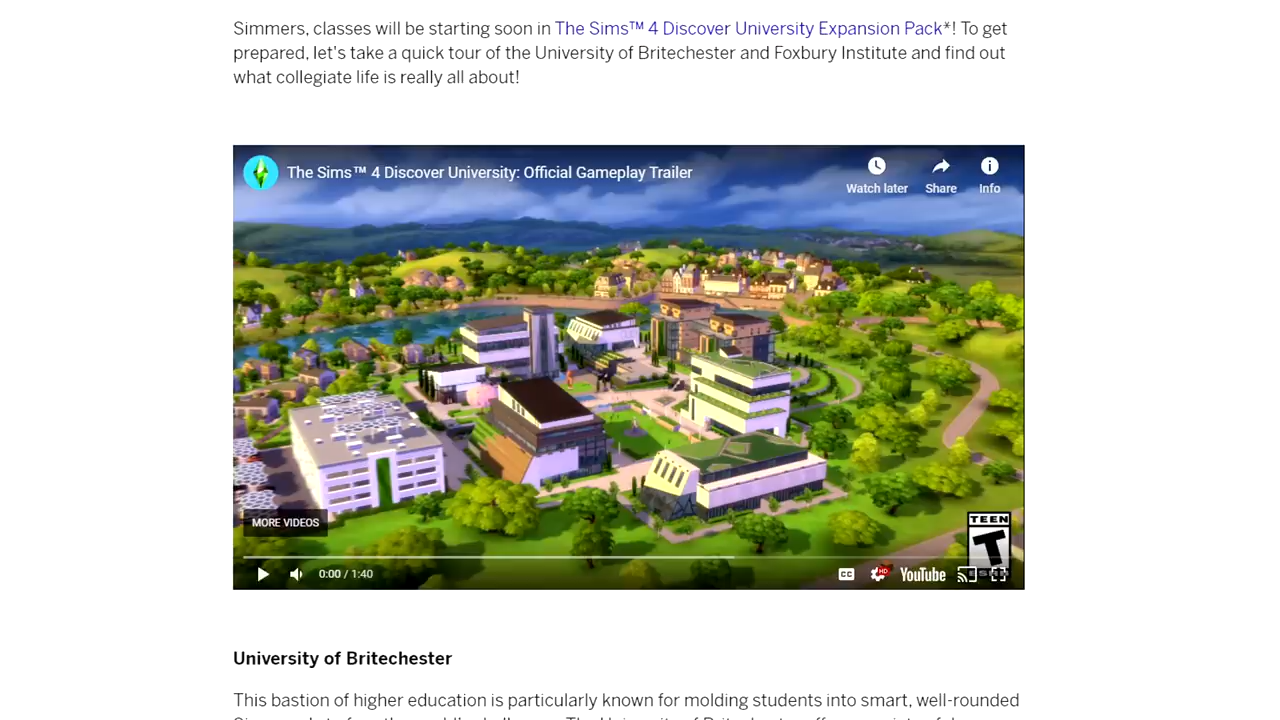 Simmers, classes will be starting soon in The Sims™ 4 Discover University Expansion Pack*! To get
prepared, let's take a quick tour of the University of Britechester and Foxbury Institute and find out
what collegiate life is really all about!
The Sims™ 4 Discover University: Official Gameplay Trailer
Watch later
Share
Info
MORE VIDEOS
TEEN
T
0:00 / 1:40
CC
HD
YouTube
University of Britechester
This bastion of higher education is particularly known for molding students into smart, well-rounded